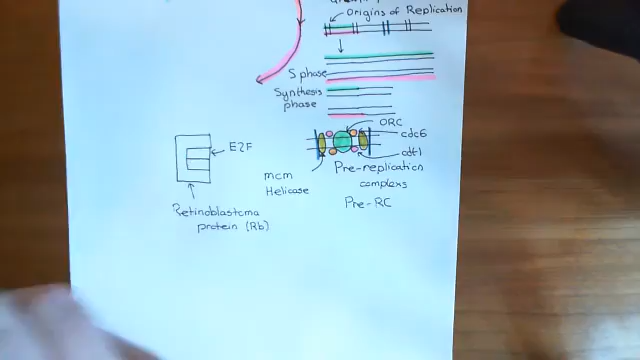 Origins of Replication
S phase
Synthesis
phase
ORC
cdc6
cdt1
E2F
mcm
Helicase
Pre-replication
complexs
Pre-RC
Retinoblastoma
protein (Rb)